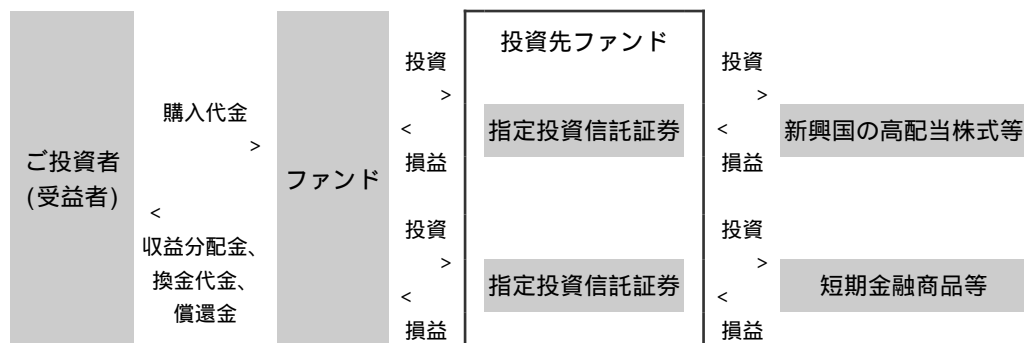 ご投資者
(受益者)
購入代金
>
<
収益分配金、
換金代金、
償還金
ファンド
投資
>
<
損益
投資
>
<
損益
投資先ファンド
指定投資信託証券
指定投資信託証券
投資
>
<
損益
投資
>
<
損益
新興国の高配当株式等
短期金融商品等